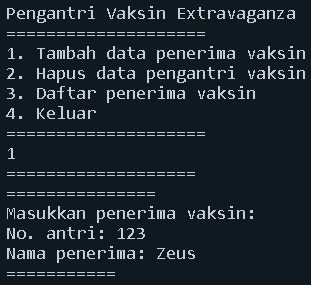 Pengantri Vaksin Extravaganza
====================
1. Tambah data penerima vaksin
2. Hapus data pengantri vaksin
3. Daftar penerima vaksin
4. Keluar
====================
1
===================
===============
Masukkan penerima vaksin:
No. antri: 123
Nama penerima: Zeus
===========